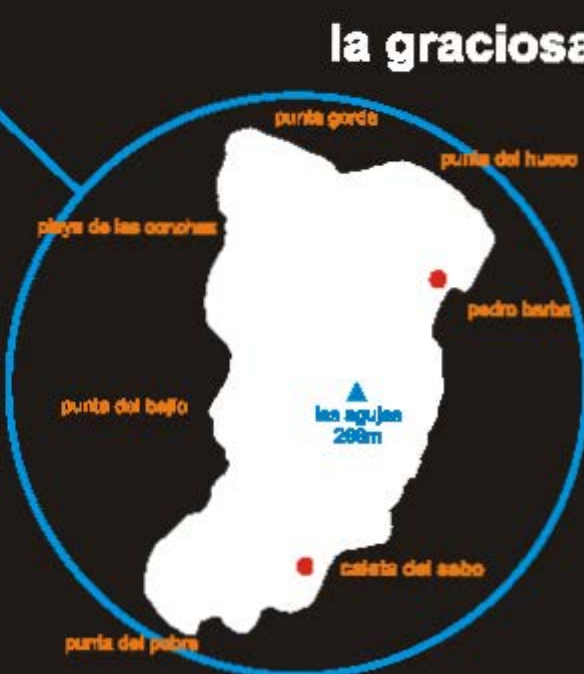 la graciosa
punta gorda
punta del hueso
playa de las conchas
pedro barba
punta del bajío
las agujas
266m
caleta del sebo
punta del pobre